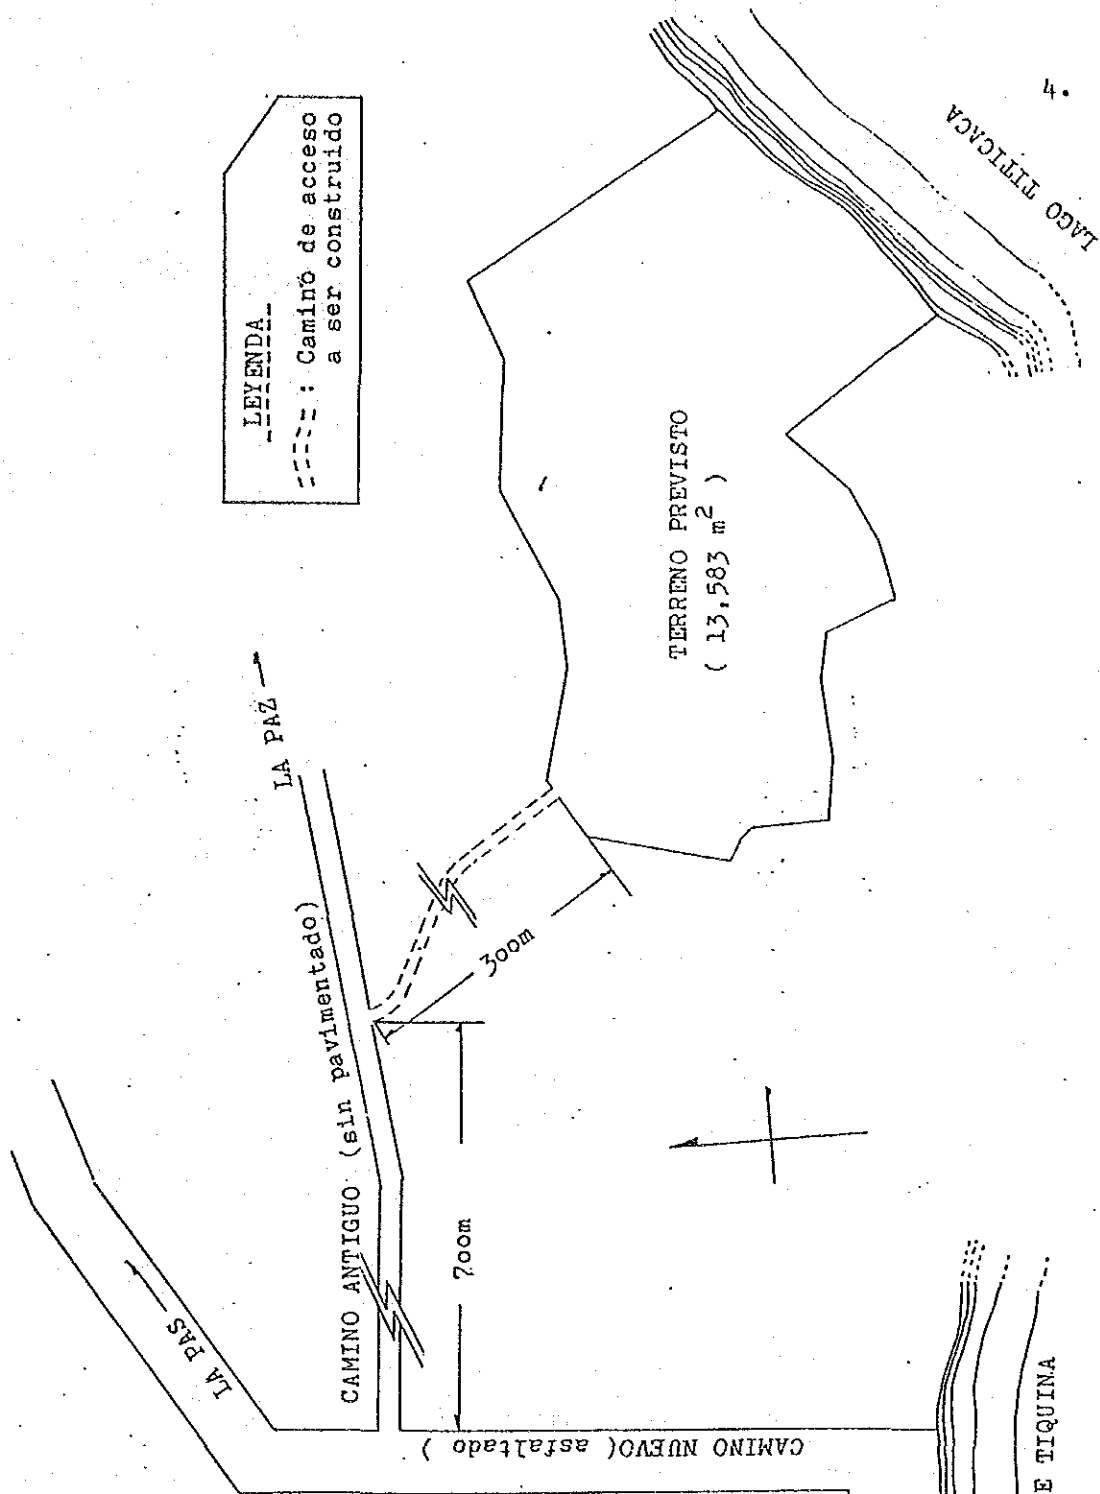 4.
LEYENDA
: Camino de acceso
a ser construido
LAGO TITICACA
LA PAZ
LA PAS
CAMINO ANTIGUO (sin pavimentado)
TERRENO PREVISTO
( 13,583 m² )
300m
700m
CAMINO NUEVO( asfaltado )
E TIQUINA